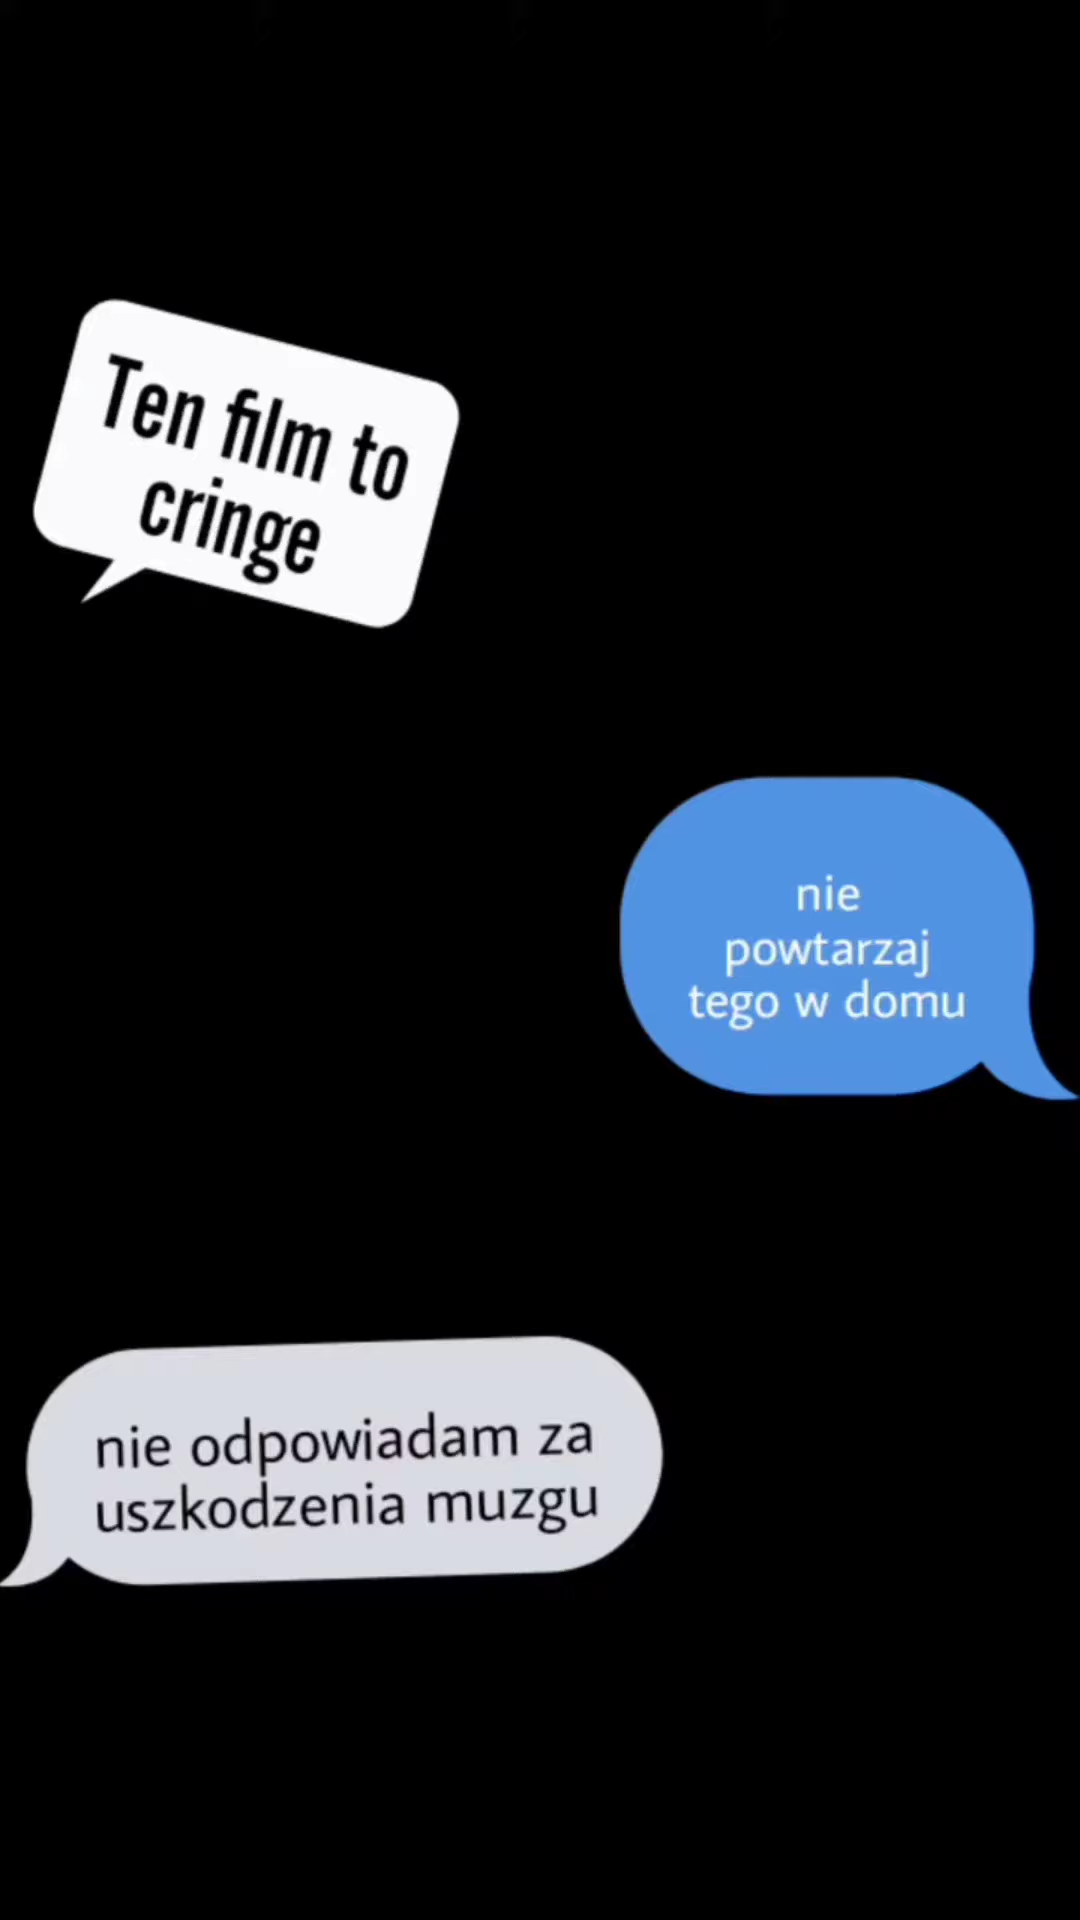 Ten film to
cringe
nie
powtarzaj
tego w domu
nie odpowiadam za
uszkodzenia muzgu